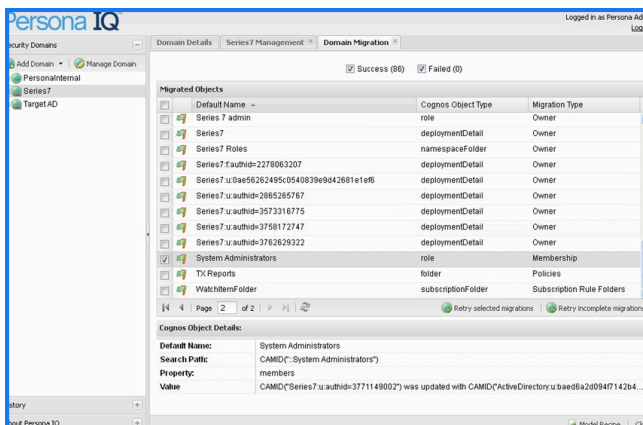 Persona IQ
Logged in as Persona Ad
Log
ecurity Domains
Domain Details
Series7 Management
Domain Migration
Add Domain
Manage Domain
PersonaInternal
Series7
Target AD
Success (86)
Failed (0)
Migrated Objects
Default Name
Cognos Object Type
Migration Type
Series 7 admin
role
Owner
Series7
deploymentDetail
Owner
Series7 Roles
namespaceFolder
Owner
Series7:f:authid=2278063207
deploymentDetail
Owner
Series7:u:0ae56262495c0540839e9d42681e1ef6
deploymentDetail
Owner
Series7:u:authid=2865265767
deploymentDetail
Owner
Series7:u:authid=3573316775
deploymentDetail
Owner
Series7:u:authid=3758172747
deploymentDetail
Owner
Series7:u:authid=3762629322
deploymentDetail
Owner
System Administrators
role
Membership
TX Reports
folder
Policies
WatchItemFolder
subscriptionFolder
Subscription Rule Folders
Page 2 of 2
Retry selected migrations
Retry incomplete migrations
Cognos Object Details:
Default Name: System Administrators
Search Path: CAMID("::System Administrators")
Property: members
Value CAMID("Series7:u:authid=3771149002") was updated with CAMID("ActiveDirectory:u:baed6a2d094f7142b4...
istory
bout Persona IQ
Model Recipe
Cl